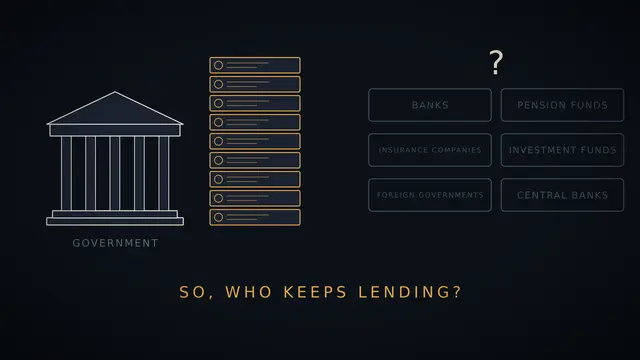 ?
BANKS
PENSION FUNDS
INSURANCE COMPANIES
INVESTMENT FUNDS
FOREIGN GOVERNMENTS
CENTRAL BANKS
GOVERNMENT
SO, WHO KEEPS LENDING?